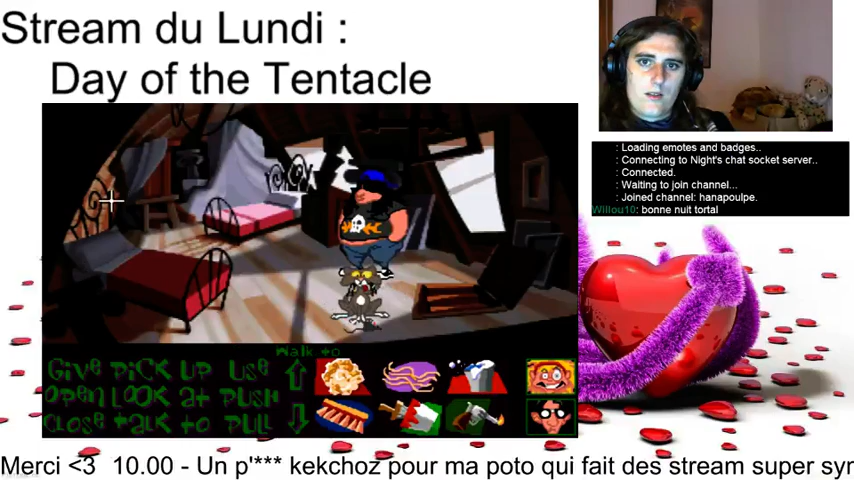 Stream du Lundi :
Day of the Tentacle
: Loading emotes and badges..
: Connecting to Night's chat socket server..
: Connected.
: Waiting to join channel...
: Joined channel: hanapoulpe.
Willou10: bonne nuit tortal
Walk to
Give Pick up Use
Open Look at Push
Close Talk to Pull
Merci <3 10.00 - Un p'*** kekchoz pour ma poto qui fait des stream super syr